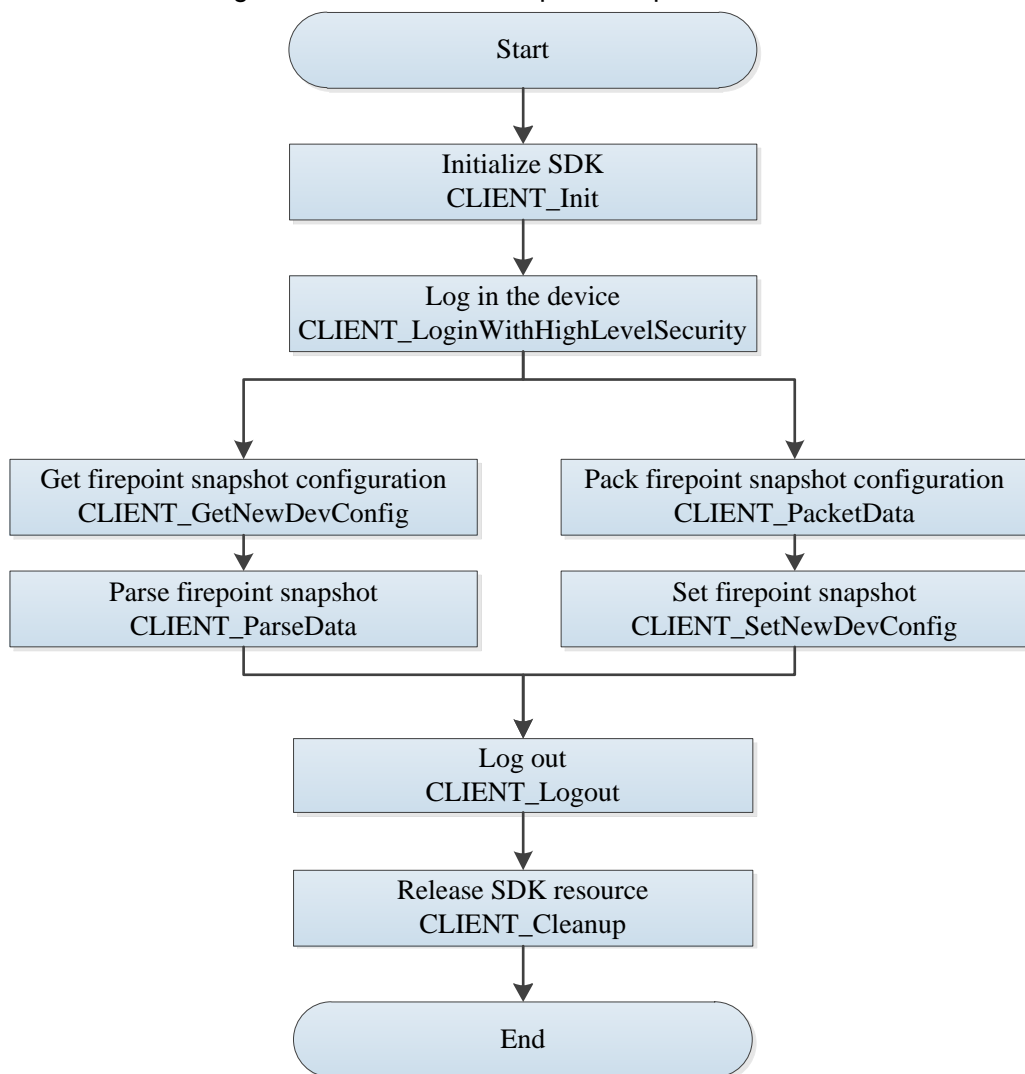 Start
Initialize SDK
CLIENT_Init
Log in the device
CLIENT_LoginWithHighLevelSecurity
Get firepoint snapshot configuration
CLIENT_GetNewDevConfig
Pack firepoint snapshot configuration
CLIENT_PacketData
Parse firepoint snapshot
CLIENT_ParseData
Set firepoint snapshot
CLIENT_SetNewDevConfig
Log out
CLIENT_Logout
Release SDK resource
CLIENT_Cleanup
End